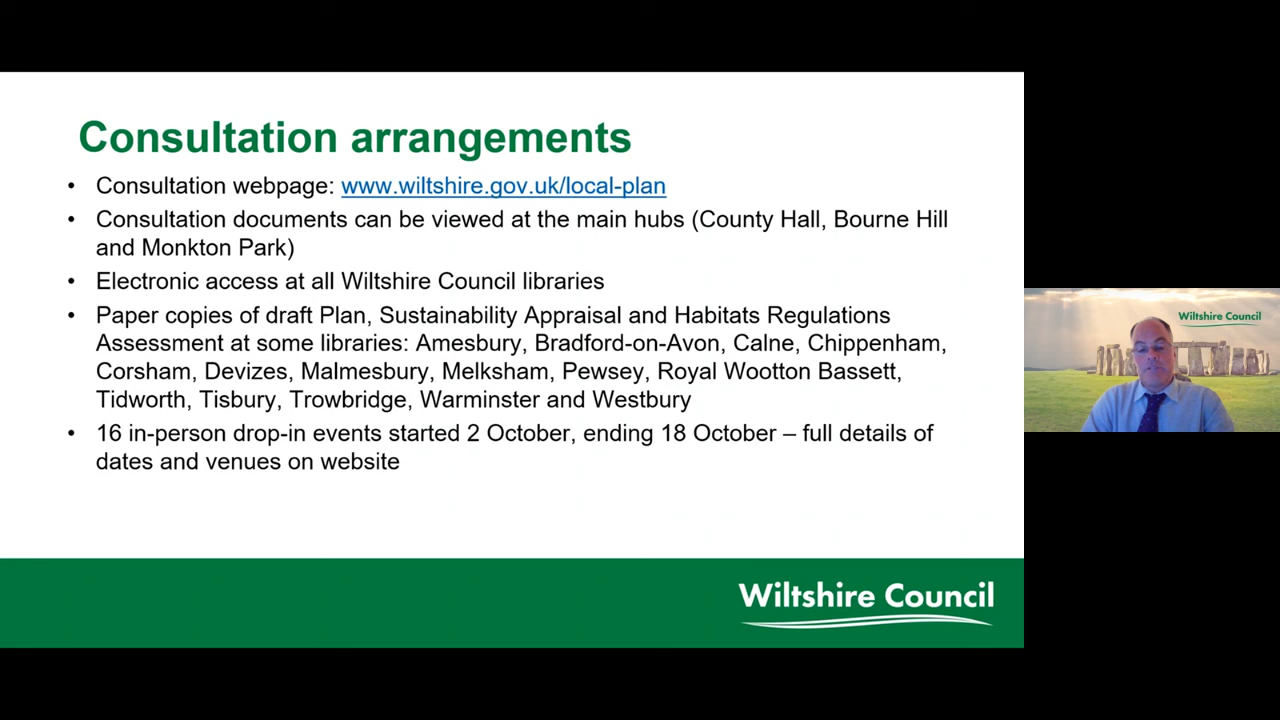 Consultation arrangements
• Consultation webpage: www.wiltshire.gov.uk/local-plan
• Consultation documents can be viewed at the main hubs (County Hall, Bourne Hill
and Monkton Park)
• Electronic access at all Wiltshire Council libraries
• Paper copies of draft Plan, Sustainability Appraisal and Habitats Regulations
Assessment at some libraries: Amesbury, Bradford-on-Avon, Calne, Chippenham,
Corsham, Devizes, Malmesbury, Melksham, Pewsey, Royal Wootton Bassett,
Tidworth, Tisbury, Trowbridge, Warminster and Westbury
• 16 in-person drop-in events started 2 October, ending 18 October – full details of
dates and venues on website
Wiltshire Council
Wiltshire Council